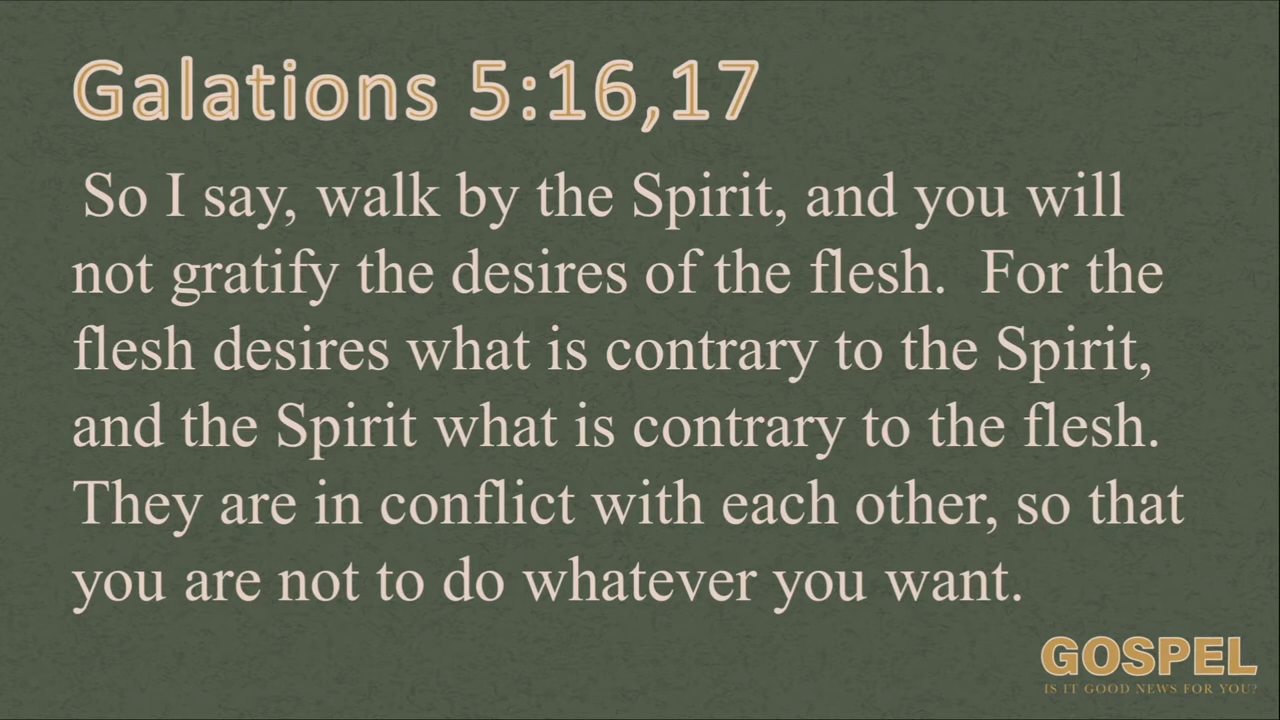 Galations 5:16,17
So I say, walk by the Spirit, and you will
not gratify the desires of the flesh.  For the
flesh desires what is contrary to the Spirit,
and the Spirit what is contrary to the flesh.
They are in conflict with each other, so that
you are not to do whatever you want.
GOSPEL
IS IT GOOD NEWS FOR YOU?